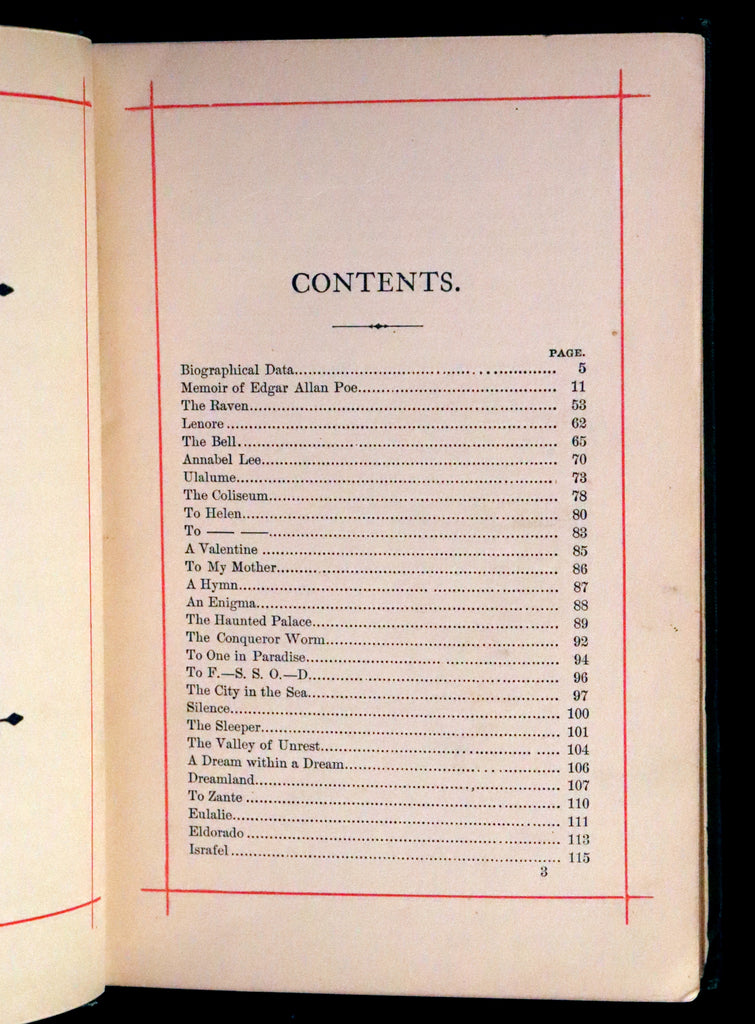 CONTENTS.
PAGE.
Biographical Data........................................................ 5
Memoir of Edgar Allan Poe........................................................ 11
The Raven........................................................ 53
Lenore........................................................ 62
The Bell........................................................ 65
Annabel Lee........................................................ 70
Ulalume........................................................ 73
The Coliseum........................................................ 78
To Helen........................................................ 80
To —— ——........................................................ 83
A Valentine........................................................ 85
To My Mother........................................................ 86
A Hymn........................................................ 87
An Enigma........................................................ 88
The Haunted Palace........................................................ 89
The Conqueror Worm........................................................ 92
To One in Paradise........................................................ 94
To F.—S. S. O.—D........................................................ 96
The City in the Sea........................................................ 97
Silence........................................................ 100
The Sleeper........................................................ 101
The Valley of Unrest........................................................ 104
A Dream within a Dream........................................................ 106
Dreamland........................................................ 107
To Zante........................................................ 110
Eulalie........................................................ 111
Eldorado........................................................ 113
Israfel........................................................ 115
3